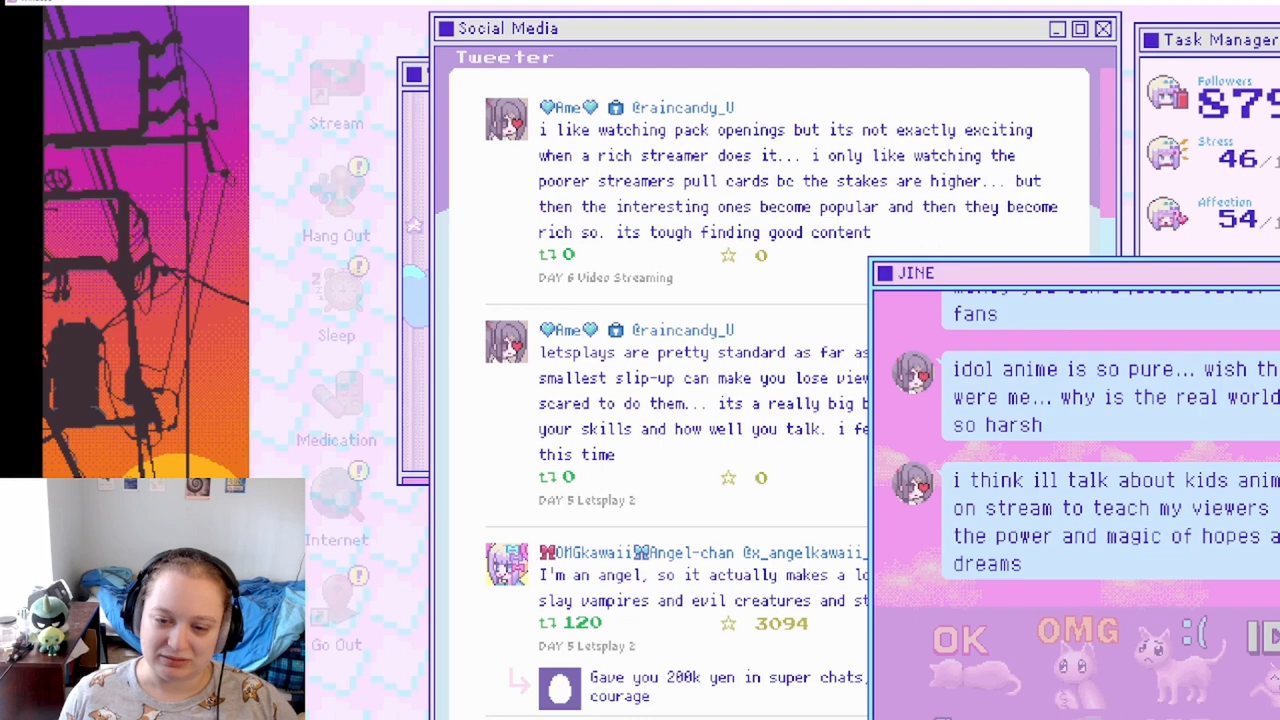 Social Media
Task Manager
Tweeter
Ame @raincandy_U
i like watching pack openings but its not exactly exciting
when a rich streamer does it... i only like watching the
poorer streamers pull cards bc the stakes are higher... but
then the interesting ones become popular and then they become
rich so. its tough finding good content
0 0
DAY 6 Video Streaming
Ame @raincandy_U
letsplays are pretty standard as far as
smallest slip-up can make you lose view
scared to do them... its a really big b
your skills and how well you talk. i fe
this time
0 0
DAY 5 Letsplay 2
OMGkawaii Angel-chan @x_angelkawaii_
I'm an angel, so it actually makes a lo
slay vampires and evil creatures and st
120 3094
DAY 5 Letsplay 2
Gave you 200k yen in super chats,
courage
Stream
Hang Out
Sleep
Medication
Internet
Go Out
Followers
879
Stress
46/1
Affection
54/1
JINE
fans
idol anime is so pure... wish th
were me... why is the real world
so harsh
i think ill talk about kids anim
on stream to teach my viewers
the power and magic of hopes a
dreams
OK
OMG
:(